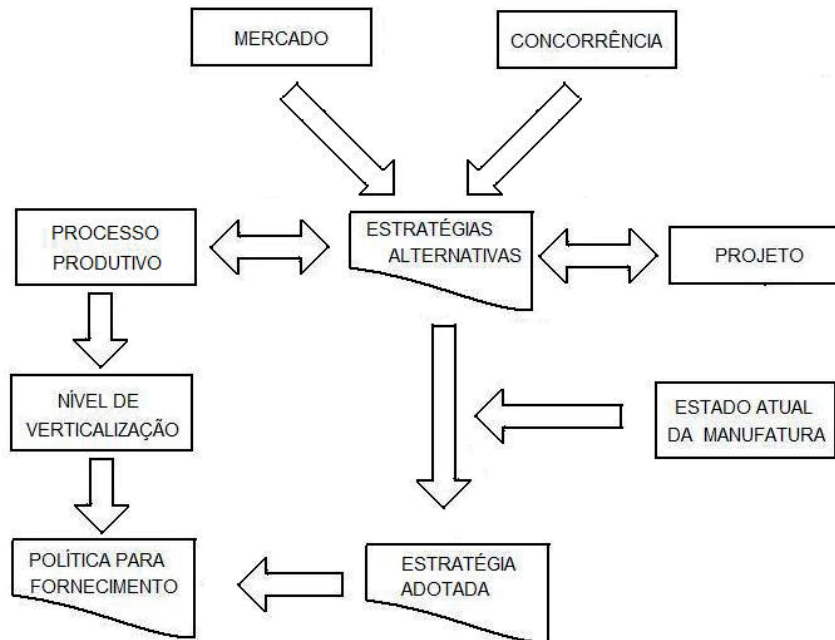 MERCADO
CONCORRÊNCIA
PROCESSO
PRODUTIVO
ESTRATÉGIAS
ALTERNATIVAS
PROJETO
NÍVEL DE
VERTICALIZAÇÃO
ESTADO ATUAL
DA MANUFATURA
POLÍTICA PARA
FORNECIMENTO
ESTRATÉGIA
ADOTADA